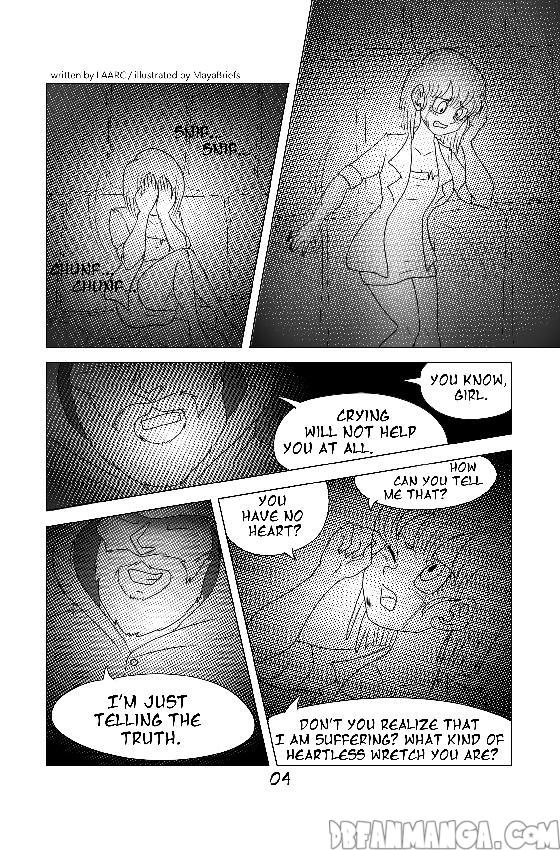 written by LAARC / illustrated by MayaBriefs
SNIF...
SNIF...
CHUNF...
CHUNF...
YOU KNOW,
GIRL.
CRYING
WILL NOT HELP
YOU AT ALL.
HOW
CAN YOU TELL
ME THAT?
YOU
HAVE NO
HEART?
I'M JUST
TELLING THE
TRUTH.
DON'T YOU REALIZE THAT
I AM SUFFERING? WHAT KIND OF
HEARTLESS WRETCH YOU ARE?
04
DBFANMANGA.COM